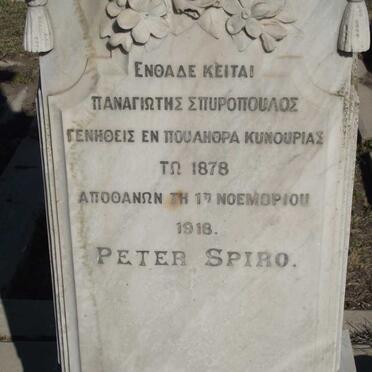 ΕΝΘΑΔΕ ΚΕΙΤΑΙ
ΠΑΝΑΓΙΩΤΗΣ ΣΠΥΡΟΠΟΥΛΟΣ
ΓΕΝΗΘΕΙΣ ΕΝ ΠΟΥΛΗΘΡΑ ΚΥΝΟΥΡΙΑΣ
ΤΩ 1878
ΑΠΟΘΑΝΩΝ ΤΗ 1η ΝΟΕΜΒΡΙΟΥ
1918.
PETER SPIRO.